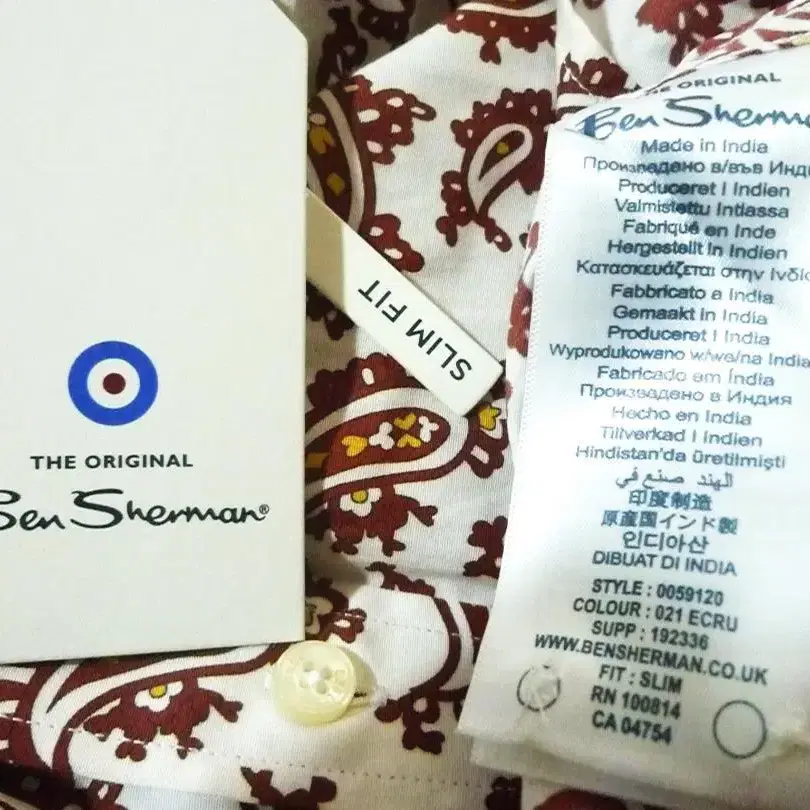 THE ORIGINAL
Ben Sherman®
SLIM FIT
THE ORIGINAL
Ben Sherma
Made in India
Произведено в/във Инди
Produceret I Indien
Valmistettu Intiassa
Fabriqué en Inde
Hergestellt in Indien
Κατασκευάζεται στην Ινδία
Fabbricato a India
Gemaakt in India
Produceret I India
Wyprodukowano w/we/na India
Fabricado em Índia
Произведено в Индия
Hecho en India
Tillverkad I Indien
Hindistan'da üretilmişti
الهند صنع في
印度制造
原産国インド製
인디아산
DIBUAT DI INDIA
STYLE : 0059120
COLOUR : 021 ECRU
SUPP : 192336
WWW.BENSHERMAN.CO.UK
FIT : SLIM
RN 100814
CA 04754